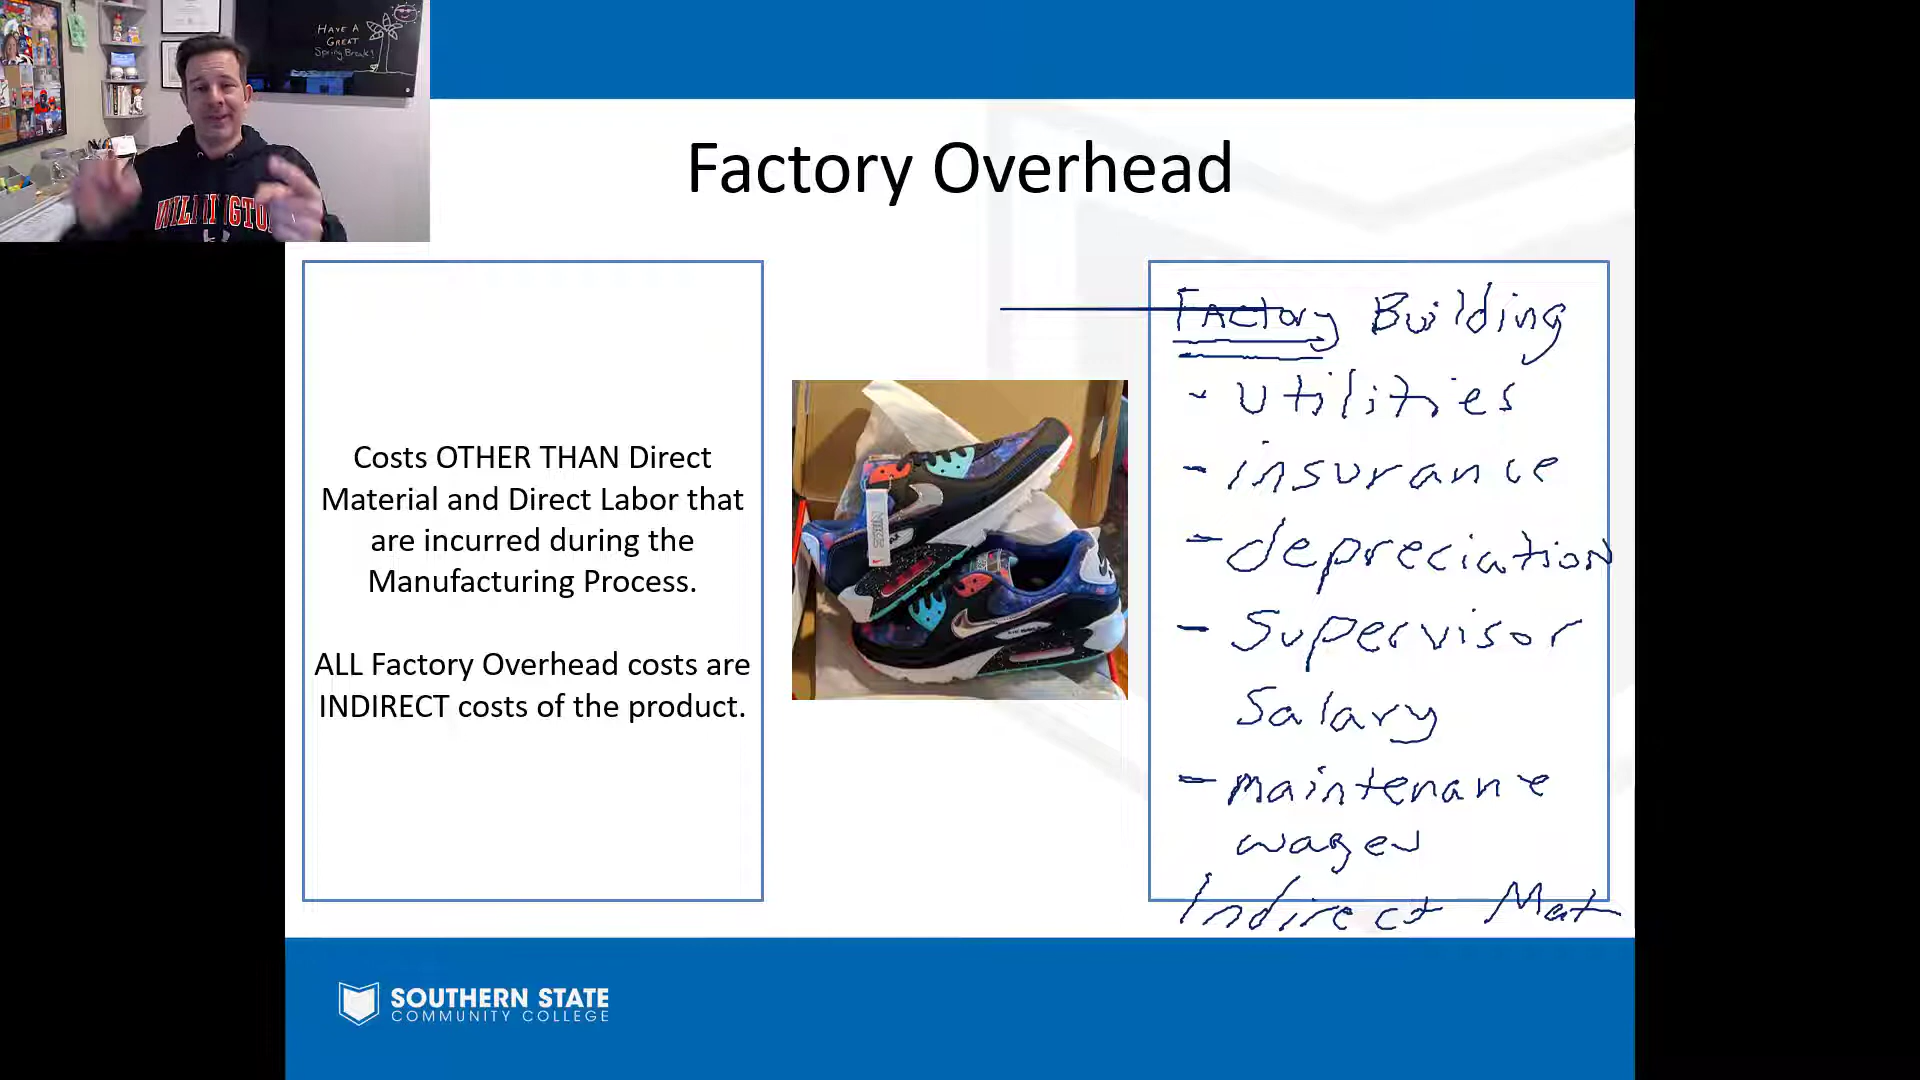 HAVE A
GREAT
Spring Break!
WILMINGTO
Factory Overhead
Costs OTHER THAN Direct
Material and Direct Labor that
are incurred during the
Manufacturing Process.
ALL Factory Overhead costs are
INDIRECT costs of the product.
Factory Building
- Utilities
- insurance
- depreciation
- Supervisor
Salary
- maintenance
wages
Indirect Mat
SOUTHERN STATE
COMMUNITY COLLEGE